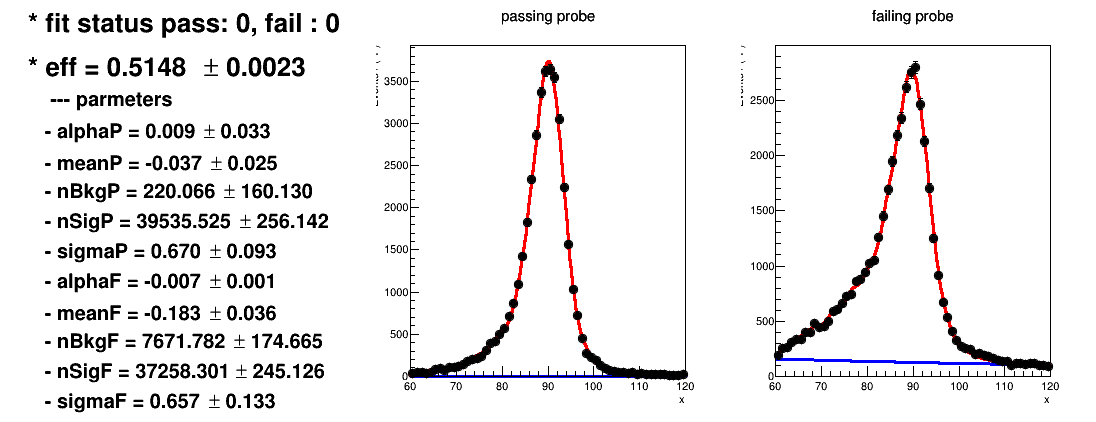 * fit status pass: 0, fail : 0
* eff = 0.5148 ± 0.0023
--- parmeters
- alphaP = 0.009 ± 0.033
- meanP = -0.037 ± 0.025
- nBkgP = 220.066 ± 160.130
- nSigP = 39535.525 ± 256.142
- sigmaP = 0.670 ± 0.093
- alphaF = -0.007 ± 0.001
- meanF = -0.183 ± 0.036
- nBkgF = 7671.782 ± 174.665
- nSigF = 37258.301 ± 245.126
- sigmaF = 0.657 ± 0.133
passing probe
3500
3000
2500
2000
1500
1000
500
0
60 70 80 90 100 110 120
x
failing probe
2500
2000
1500
1000
500
0
60 70 80 90 100 110 120
x